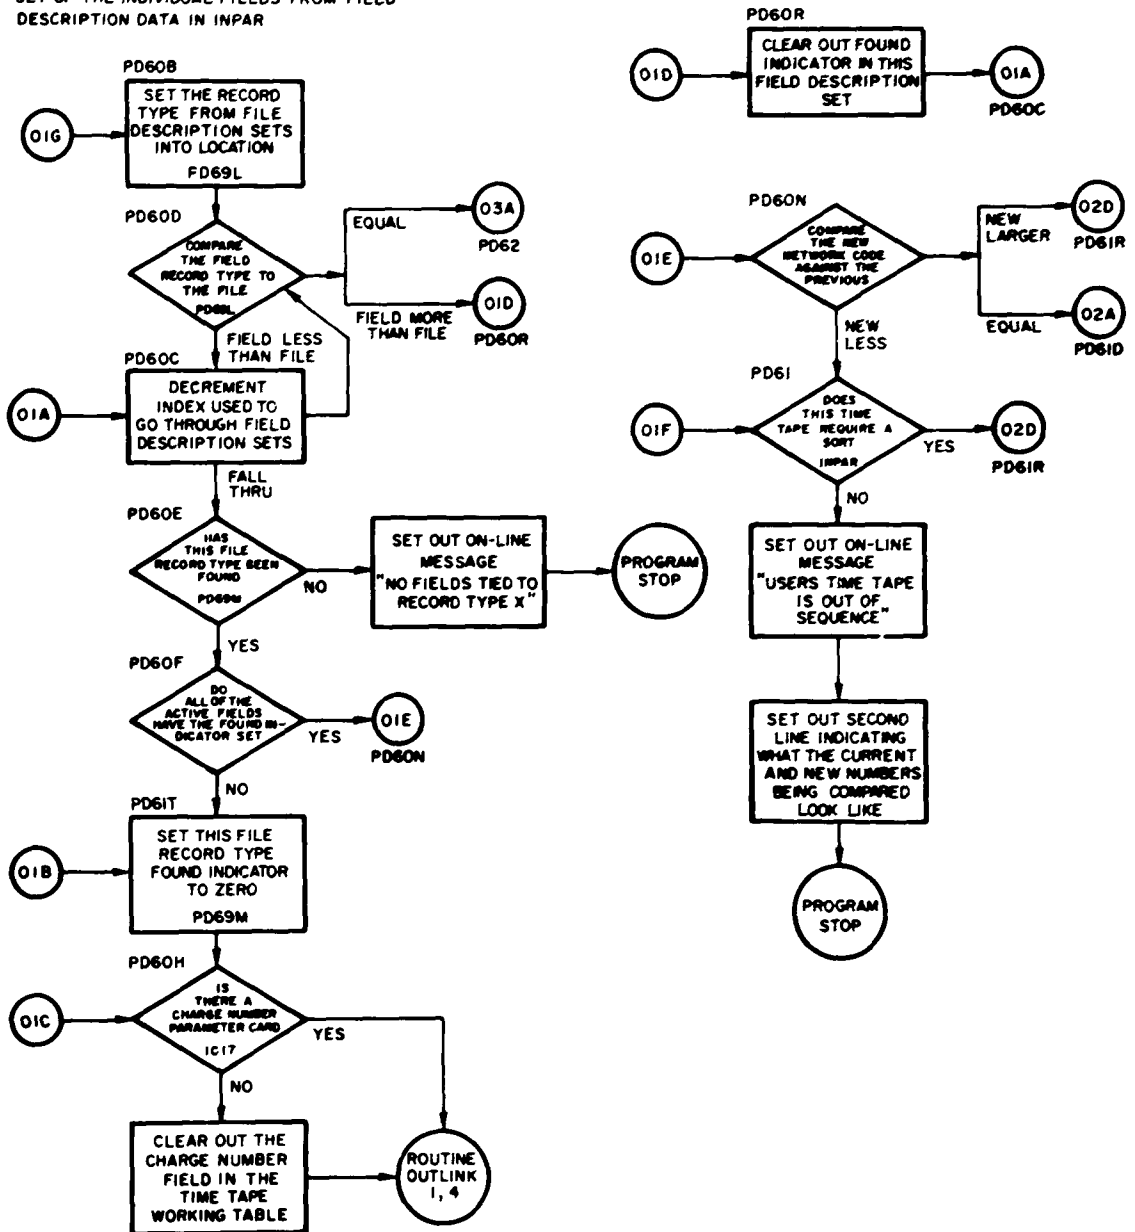 SET UP THE INDIVIDUAL FIELDS FROM FIELD
DESCRIPTION DATA IN INPAR
PD60B
01G
SET THE RECORD
TYPE FROM FILE
DESCRIPTION SETS
INTO LOCATION
FD69L
PD60D
COMPARE
THE FIELD
RECORD TYPE TO
THE FILE
PD69L
EQUAL
03A
PD62
FIELD MORE
THAN FILE
01D
PD60R
FIELD LESS
THAN FILE
PD60C
01A
DECREMENT
INDEX USED TO
GO THROUGH FIELD
DESCRIPTION SETS
FALL
THRU
PD60E
HAS
THIS FILE
RECORD TYPE BEEN
FOUND
PD69M
NO
SET OUT ON-LINE
MESSAGE
"NO FIELDS TIED TO
RECORD TYPE X"
PROGRAM
STOP
YES
PD60F
DO
ALL OF THE
ACTIVE FIELDS
HAVE THE FOUND IN-
DICATOR SET
YES
01E
PD60N
NO
PD61T
01B
SET THIS FILE
RECORD TYPE
FOUND INDICATOR
TO ZERO
PD69M
PD60H
01C
IS
THERE A
CHARGE NUMBER
PARAMETER CARD
IC17
YES
NO
CLEAR OUT THE
CHARGE NUMBER
FIELD IN THE
TIME TAPE
WORKING TABLE
ROUTINE
OUTLINK
1, 4
PD60R
01D
CLEAR OUT FOUND
INDICATOR IN THIS
FIELD DESCRIPTION
SET
01A
PD60C
PD60N
01E
COMPARE
THE NEW
NETWORK CODE
AGAINST THE
PREVIOUS
NEW
LARGER
02D
PD61R
EQUAL
02A
PD61D
NEW
LESS
PD61
01F
DOES
THIS TIME
TAPE REQUIRE A
SORT
INPAR
YES
02D
PD61R
NO
SET OUT ON-LINE
MESSAGE
"USERS TIME TAPE
IS OUT OF
SEQUENCE"
SET OUT SECOND
LINE INDICATING
WHAT THE CURRENT
AND NEW NUMBERS
BEING COMPARED
LOOK LIKE
PROGRAM
STOP